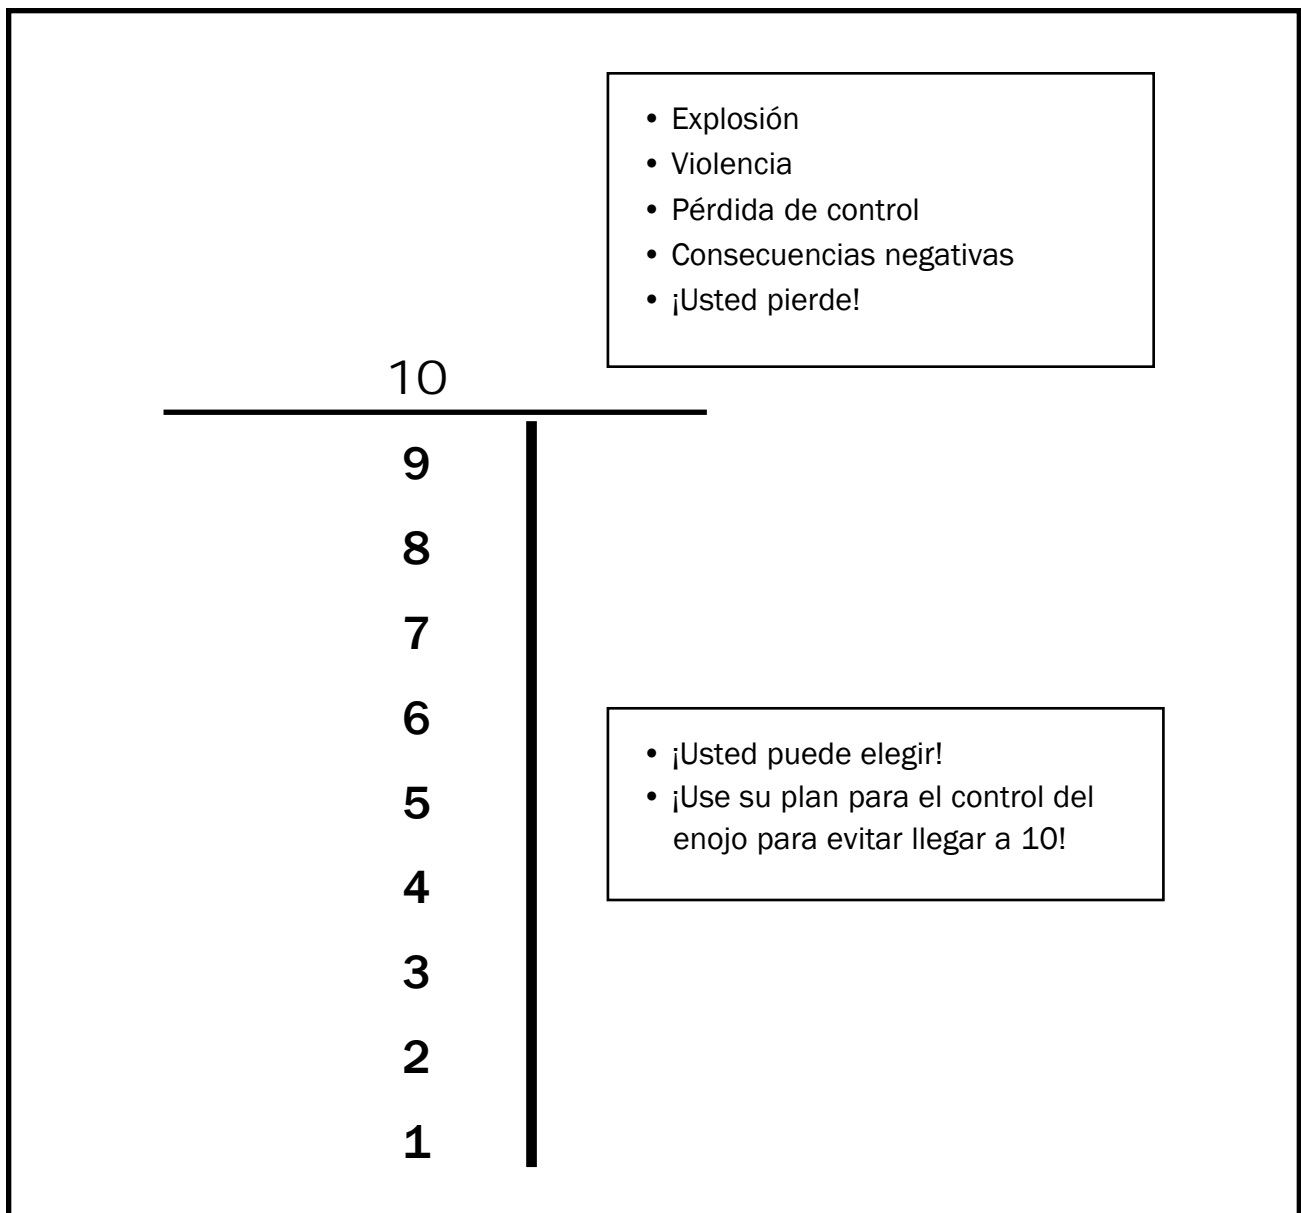 • Explosión
• Violencia
• Pérdida de control
• Consecuencias negativas
• ¡Usted pierde!
10
9
8
7
6
5
4
3
2
1
• ¡Usted puede elegir!
• ¡Use su plan para el control del
enojo para evitar llegar a 10!